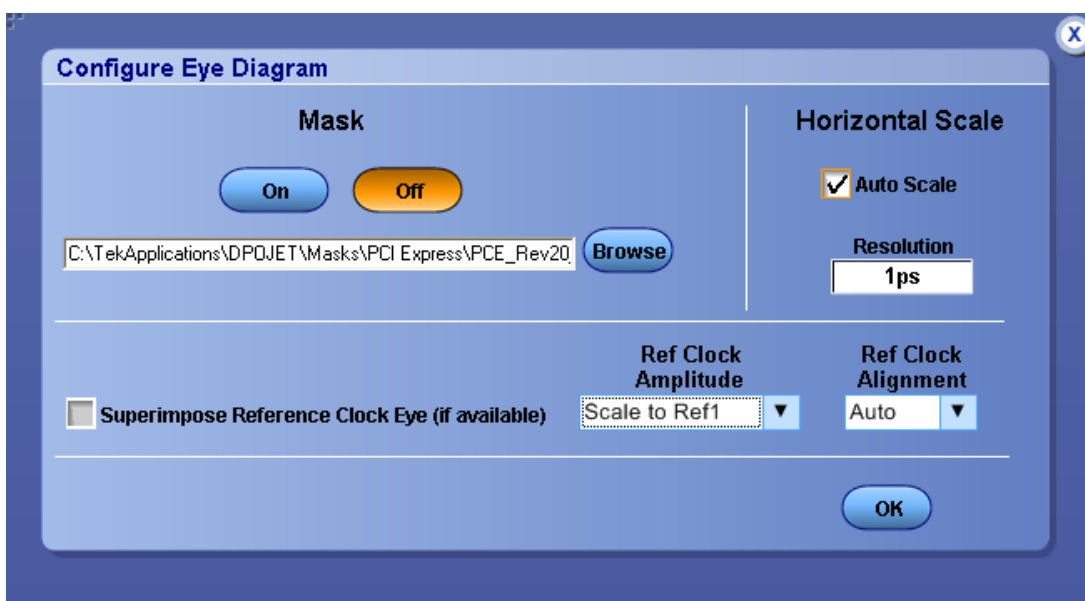 X
Configure Eye Diagram
Mask
On Off
C:\TekApplications\DPOJET\Masks\PCI Express\PCE_Rev20_ Browse
Horizontal Scale
Auto Scale
Resolution
1ps
Superimpose Reference Clock Eye (if available)
Ref Clock
Amplitude
Scale to Ref1
Ref Clock
Alignment
Auto
OK